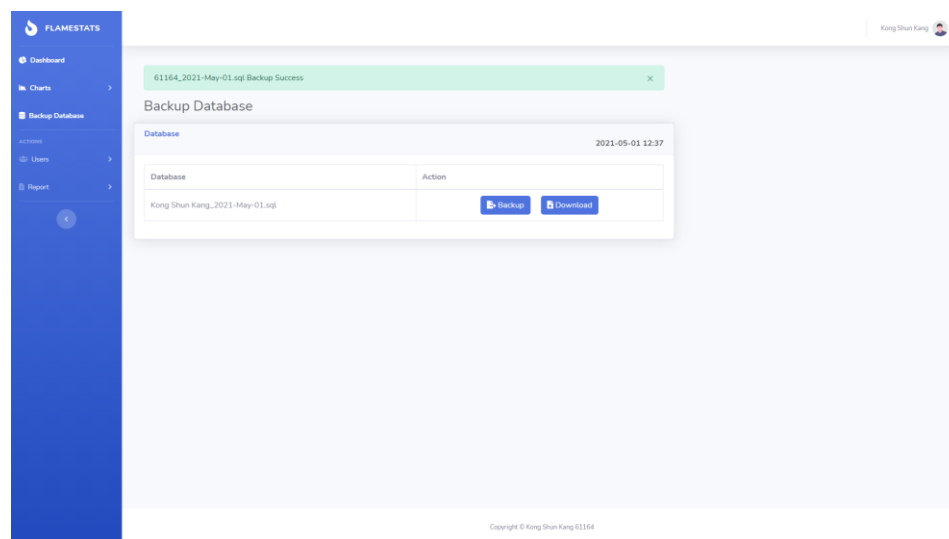 FLAMESTATS
Kong Shun Kang
Dashboard
Charts
Backup Database
ACTIONS
Users
Report
61164_2021-May-01.sql Backup Success
×
Backup Database
Database
2021-05-01 12:37
Database
Action
Kong Shun Kang_2021-May-01.sql
Backup
Download
Copyright © Kong Shun Kang 61164